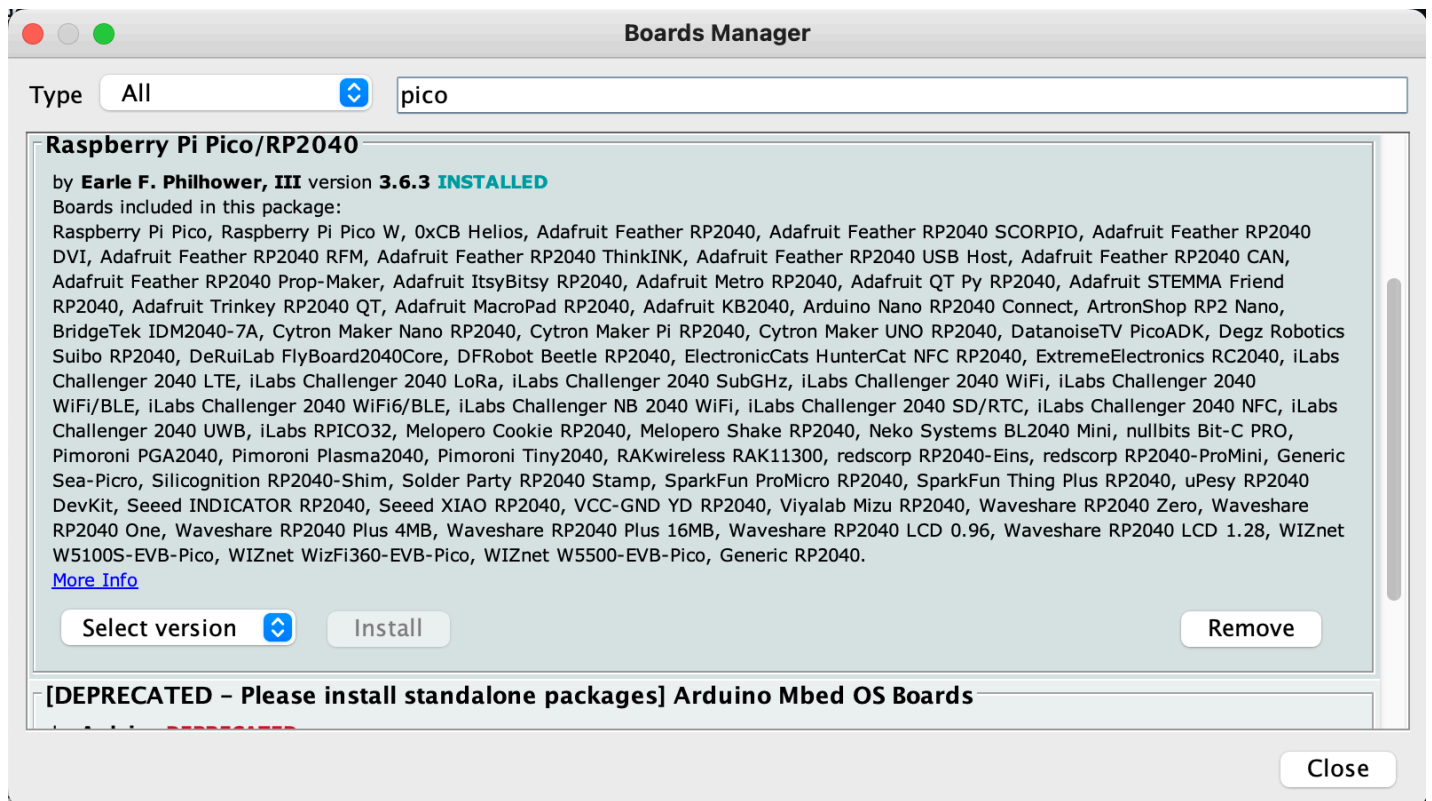 Boards Manager
Type All pico
Raspberry Pi Pico/RP2040
by Earle F. Philhower, III version 3.6.3 INSTALLED
Boards included in this package:
Raspberry Pi Pico, Raspberry Pi Pico W, 0xCB Helios, Adafruit Feather RP2040, Adafruit Feather RP2040 SCORPIO, Adafruit Feather RP2040
DVI, Adafruit Feather RP2040 RFM, Adafruit Feather RP2040 ThinkINK, Adafruit Feather RP2040 USB Host, Adafruit Feather RP2040 CAN,
Adafruit Feather RP2040 Prop-Maker, Adafruit ItsyBitsy RP2040, Adafruit Metro RP2040, Adafruit QT Py RP2040, Adafruit STEMMA Friend
RP2040, Adafruit Trinkey RP2040 QT, Adafruit MacroPad RP2040, Adafruit KB2040, Arduino Nano RP2040 Connect, ArtronShop RP2 Nano,
BridgeTek IDM2040-7A, Cytron Maker Nano RP2040, Cytron Maker Pi RP2040, Cytron Maker UNO RP2040, DatanoiseTV PicoADK, Degz Robotics
Suibo RP2040, DeRuiLab FlyBoard2040Core, DFRobot Beetle RP2040, ElectronicCats HunterCat NFC RP2040, ExtremeElectronics RC2040, iLabs
Challenger 2040 LTE, iLabs Challenger 2040 LoRa, iLabs Challenger 2040 SubGHz, iLabs Challenger 2040 WiFi, iLabs Challenger 2040
WiFi/BLE, iLabs Challenger 2040 WiFi6/BLE, iLabs Challenger NB 2040 WiFi, iLabs Challenger 2040 SD/RTC, iLabs Challenger 2040 NFC, iLabs
Challenger 2040 UWB, iLabs RPICO32, Melopero Cookie RP2040, Melopero Shake RP2040, Neko Systems BL2040 Mini, nullbits Bit-C PRO,
Pimoroni PGA2040, Pimoroni Plasma2040, Pimoroni Tiny2040, RAKwireless RAK11300, redscorp RP2040-Eins, redscorp RP2040-ProMini, Generic
Sea-Picro, Silicognition RP2040-Shim, Solder Party RP2040 Stamp, SparkFun ProMicro RP2040, SparkFun Thing Plus RP2040, uPesy RP2040
DevKit, Seeed INDICATOR RP2040, Seeed XIAO RP2040, VCC-GND YD RP2040, Viyalab Mizu RP2040, Waveshare RP2040 Zero, Waveshare
RP2040 One, Waveshare RP2040 Plus 4MB, Waveshare RP2040 Plus 16MB, Waveshare RP2040 LCD 0.96, Waveshare RP2040 LCD 1.28, WIZnet
W5100S-EVB-Pico, WIZnet WizFi360-EVB-Pico, WIZnet W5500-EVB-Pico, Generic RP2040.
More Info
Select version Install Remove
[DEPRECATED – Please install standalone packages] Arduino Mbed OS Boards
Close